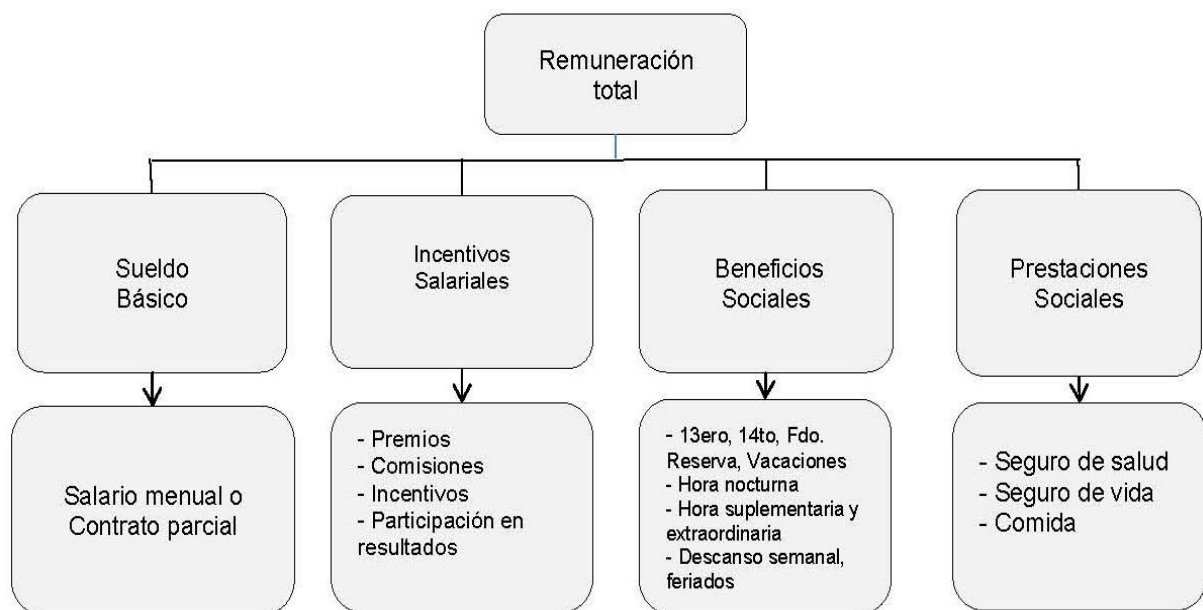 Remuneración
total
Sueldo
Básico
Incentivos
Salariales
Beneficios
Sociales
Prestaciones
Sociales
Salario menual o
Contrato parcial
- Premios
- Comisiones
- Incentivos
- Participación en
resultados
- 13ero, 14to, Fdo.
Reserva, Vacaciones
- Hora nocturna
- Hora suplementaria y
extraordinaria
- Descanso semanal,
feriados
- Seguro de salud
- Seguro de vida
- Comida